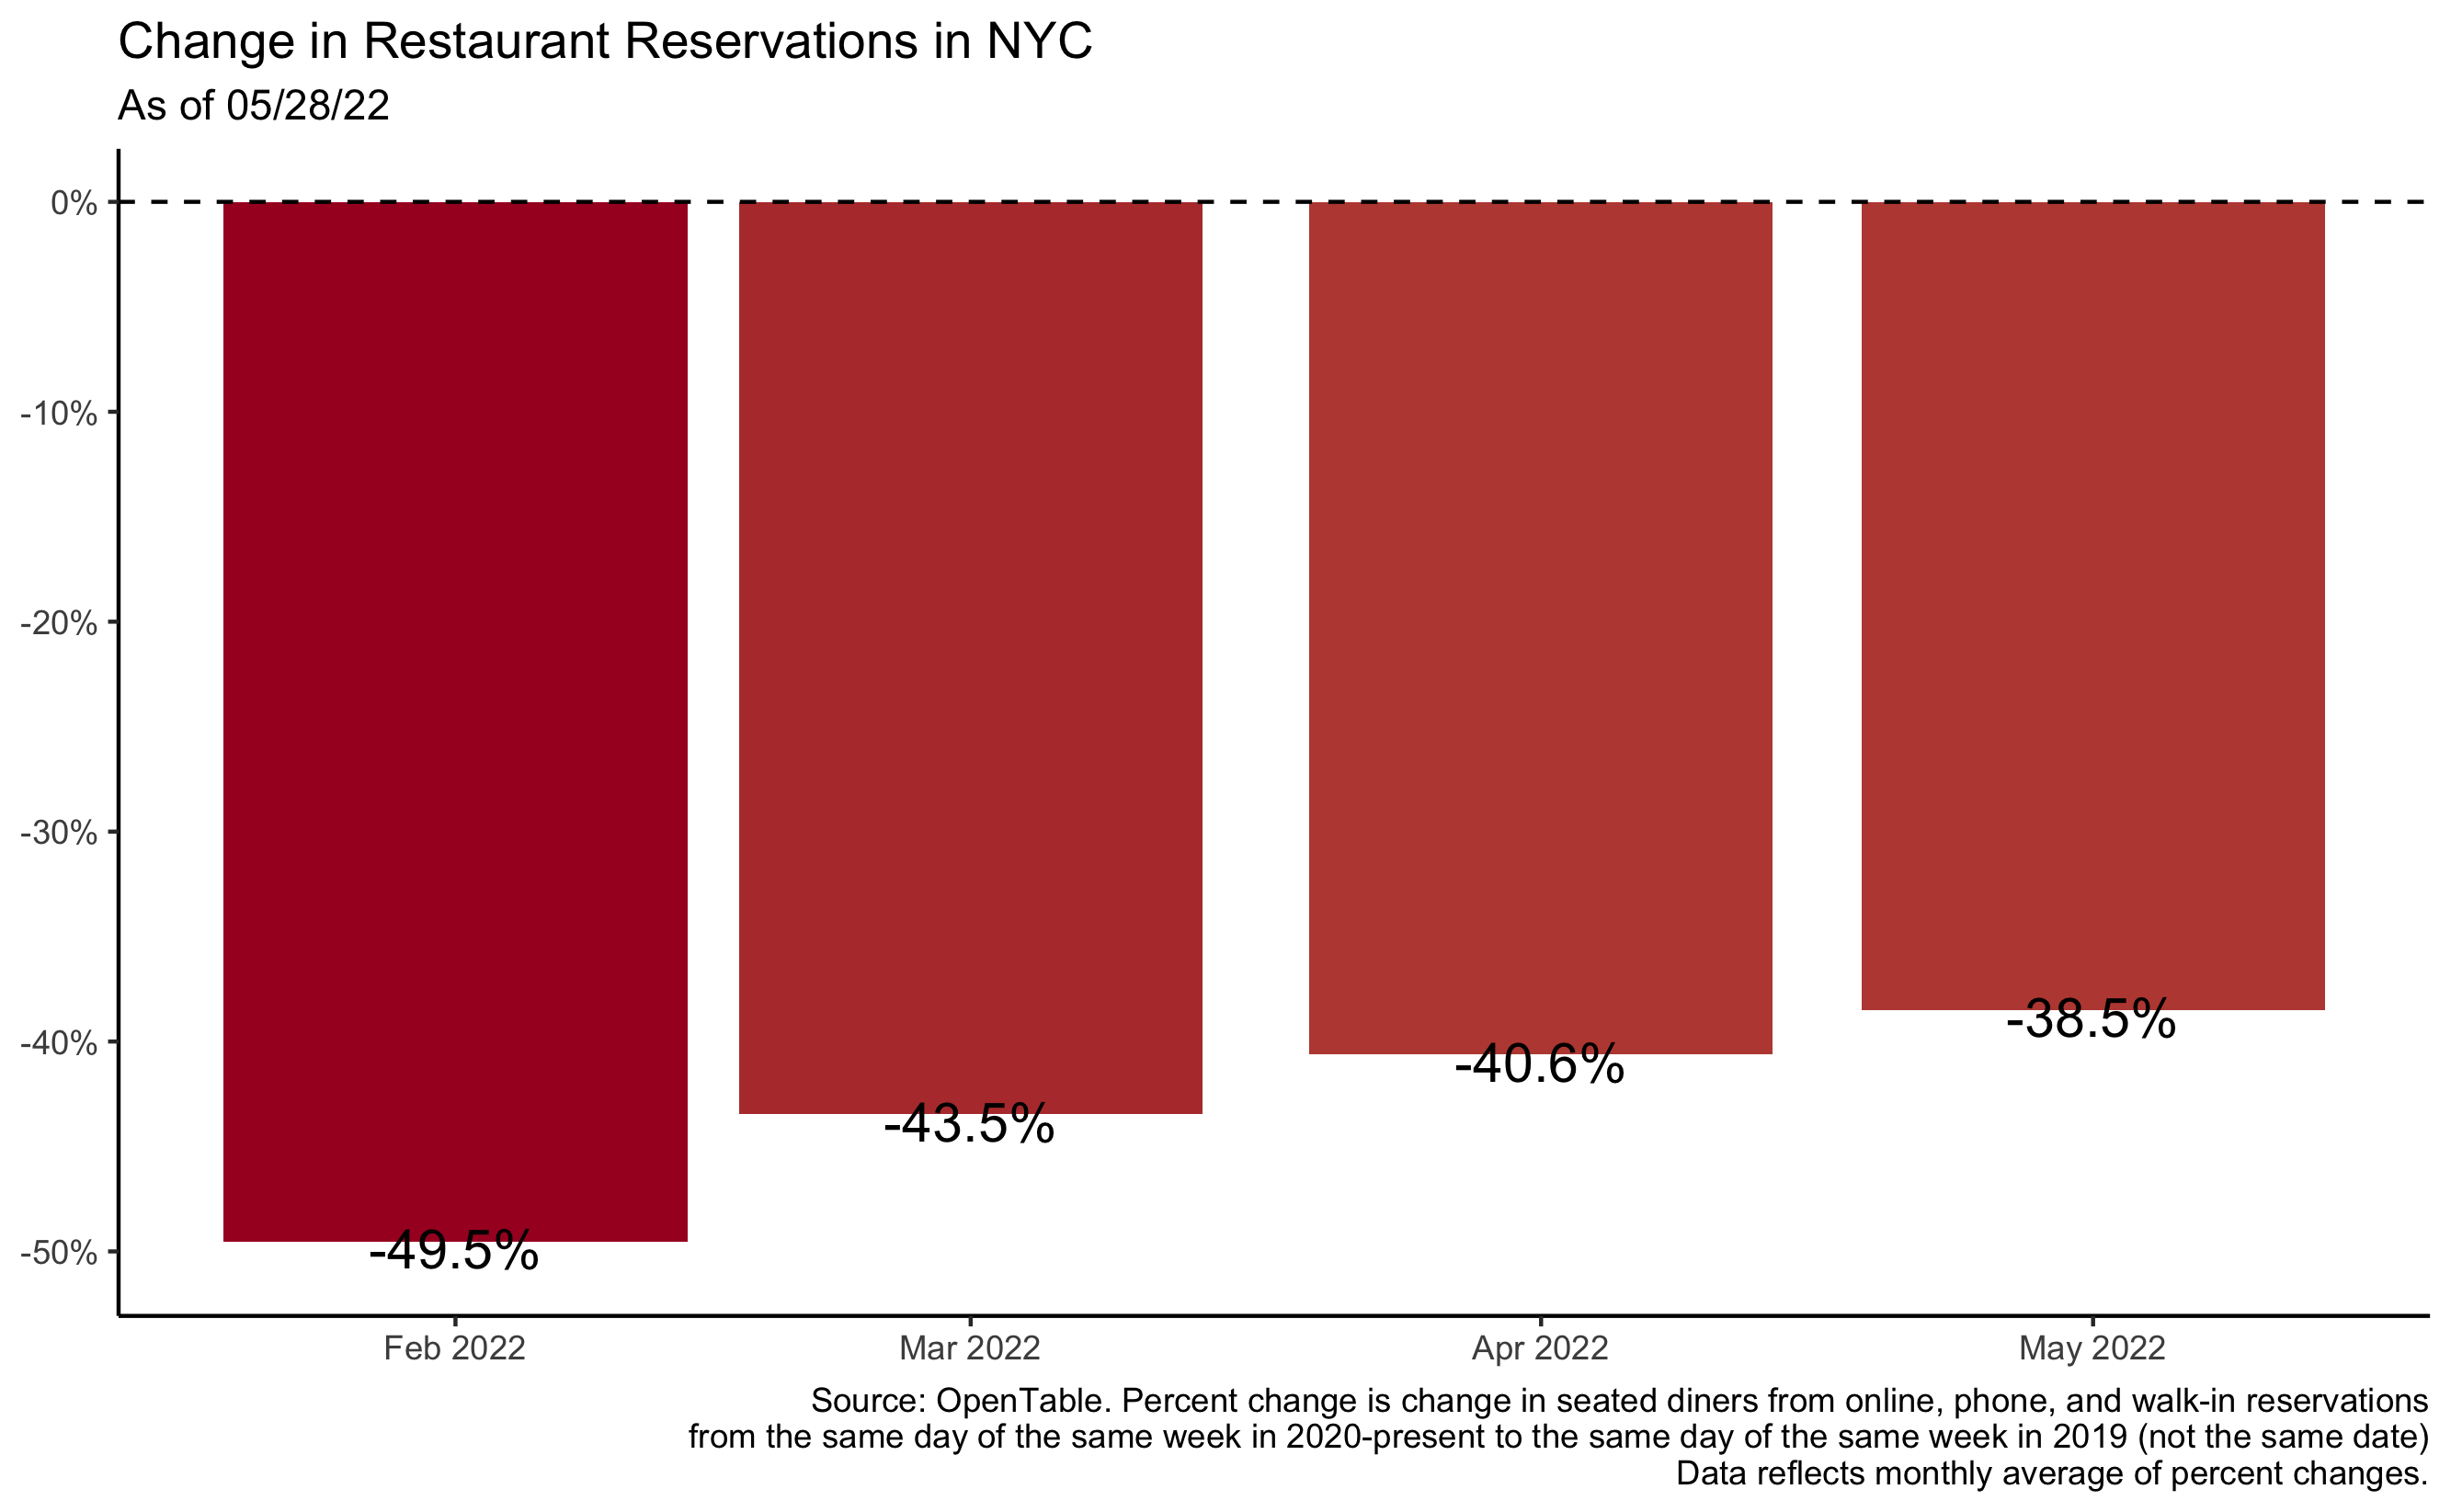 Change in Restaurant Reservations in NYC
As of 05/28/22
0%
-10%
-20%
-30%
-40%
-50%
-49.5%
-43.5%
-40.6%
-38.5%
Feb 2022
Mar 2022
Apr 2022
May 2022
Source: OpenTable. Percent change is change in seated diners from online, phone, and walk-in reservations
from the same day of the same week in 2020-present to the same day of the same week in 2019 (not the same date)
Data reflects monthly average of percent changes.